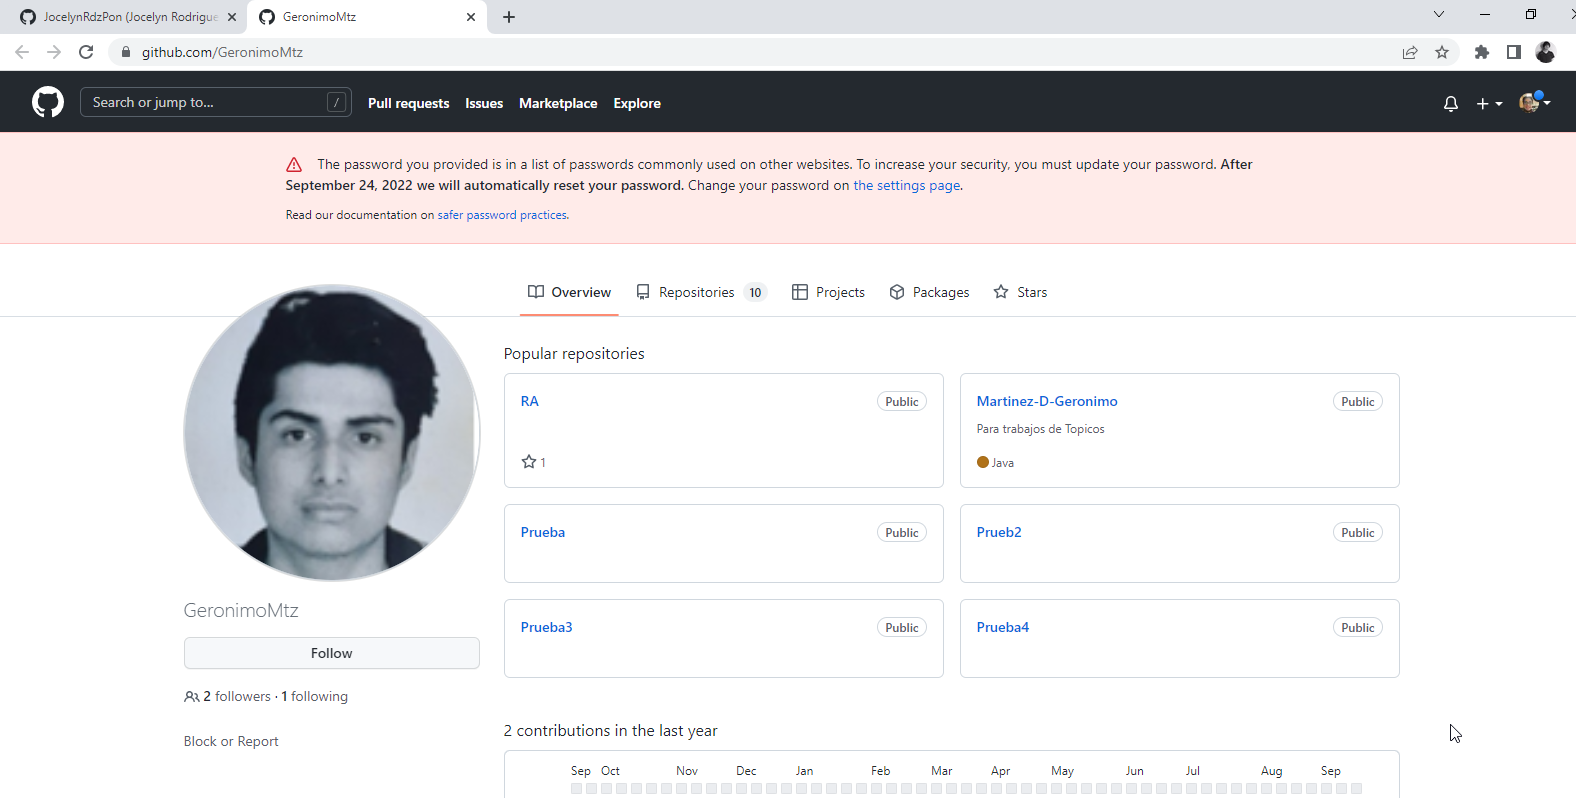 JocelynRdzPon (Jocelyn Rodrigue
GeronimoMtz
github.com/GeronimoMtz
Search or jump to...
/
Pull requests
Issues
Marketplace
Explore
The password you provided is in a list of passwords commonly used on other websites. To increase your security, you must update your password. After
September 24, 2022 we will automatically reset your password. Change your password on the settings page.
Read our documentation on safer password practices.
Overview
Repositories 10
Projects
Packages
Stars
Popular repositories
RA
Public
1
Martinez-D-Geronimo
Public
Para trabajos de Topicos
Java
Prueba
Public
Prueb2
Public
Prueba3
Public
Prueba4
Public
GeronimoMtz
Follow
2 followers · 1 following
Block or Report
2 contributions in the last year
Sep Oct Nov Dec Jan Feb Mar Apr May Jun Jul Aug Sep